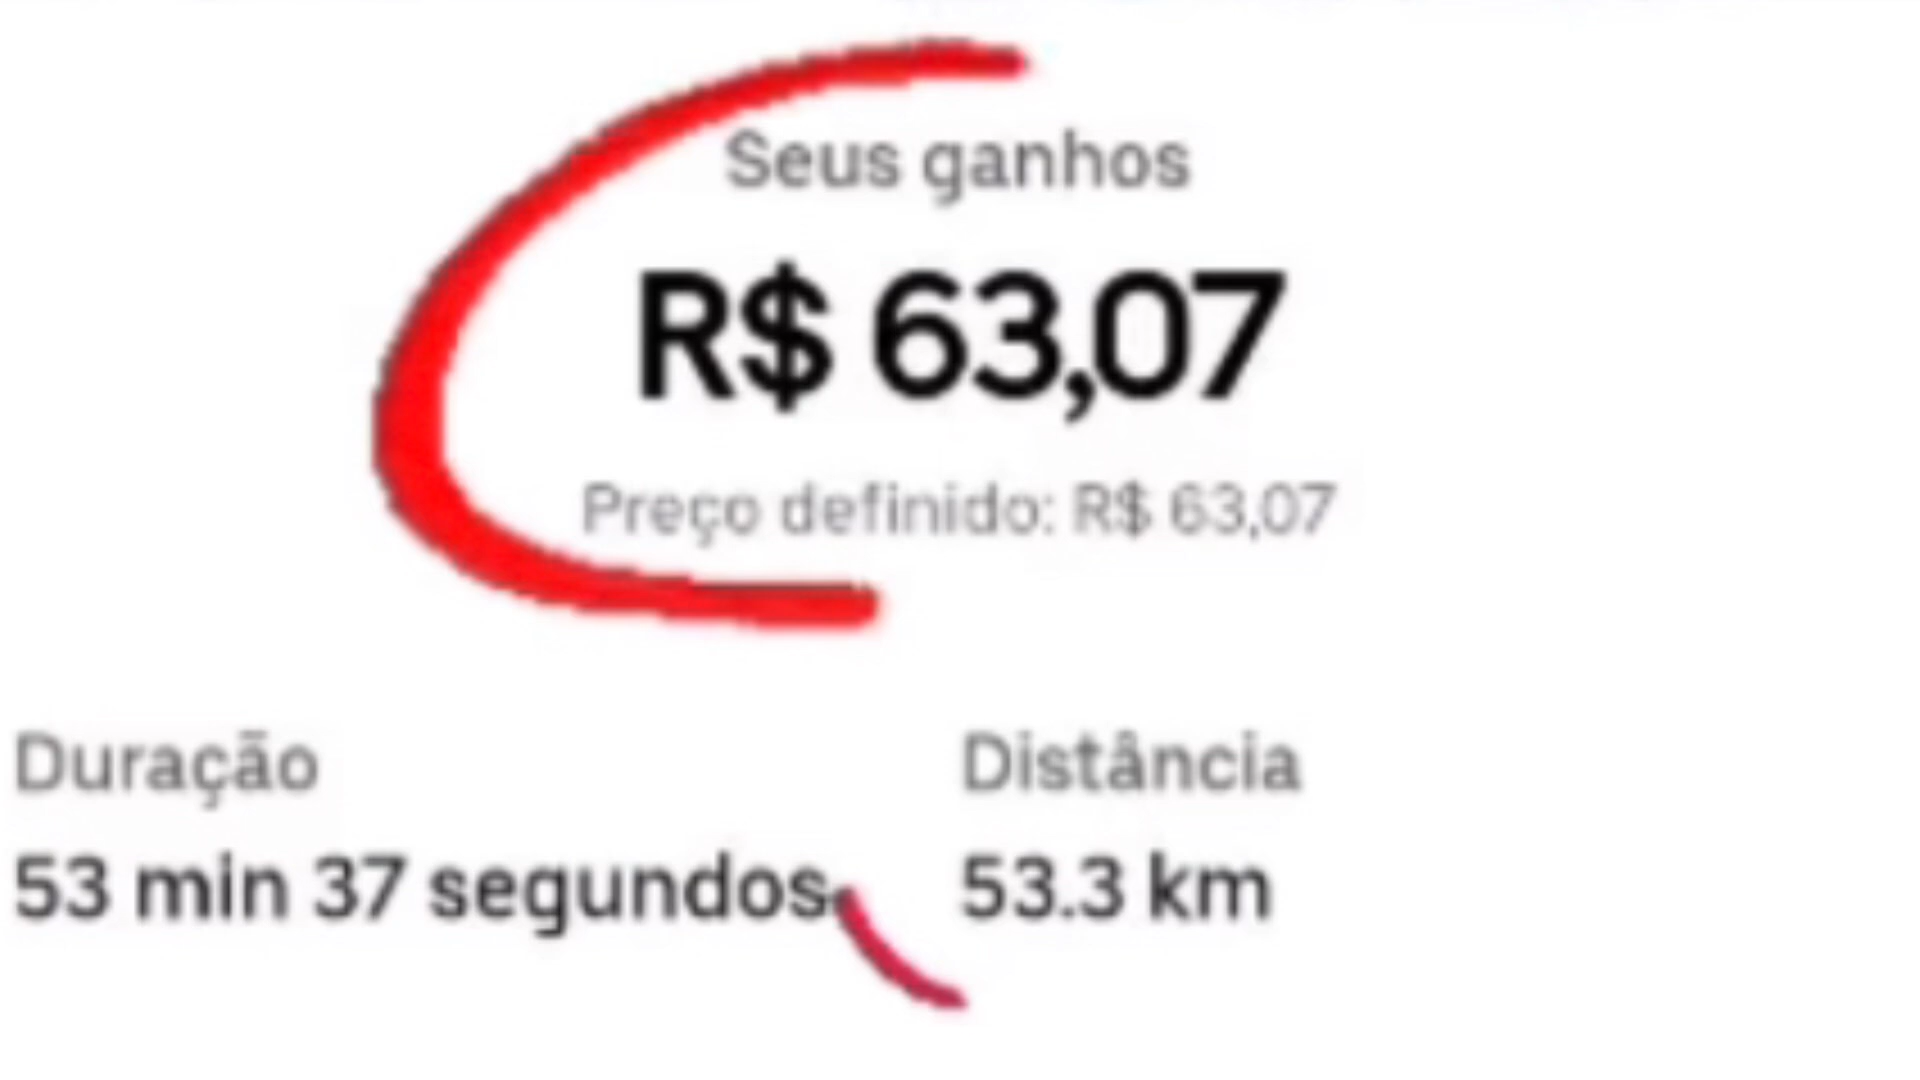 Seus ganhos
R$ 63,07
Preço definido: R$ 63,07
Duração
53 min 37 segundos
Distância
53.3 km